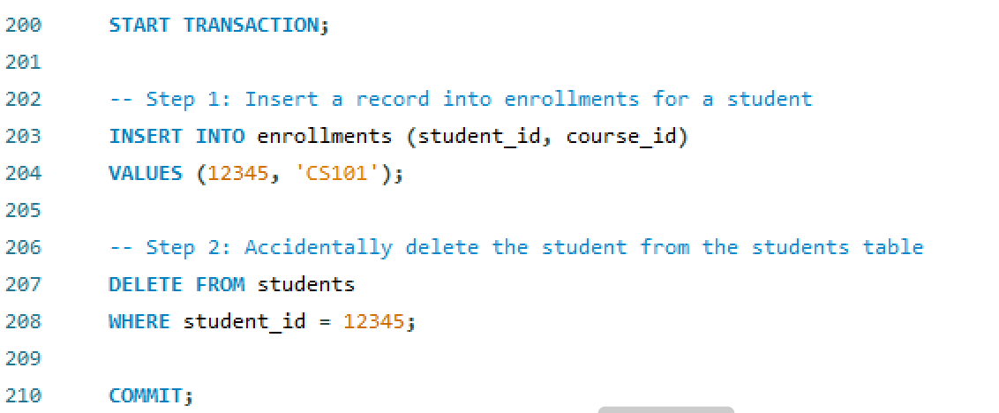 200 START TRANSACTION;
201
202 -- Step 1: Insert a record into enrollments for a student
203 INSERT INTO enrollments (student_id, course_id)
204 VALUES (12345, 'CS101');
205
206 -- Step 2: Accidentally delete the student from the students table
207 DELETE FROM students
208 WHERE student_id = 12345;
209
210 COMMIT;